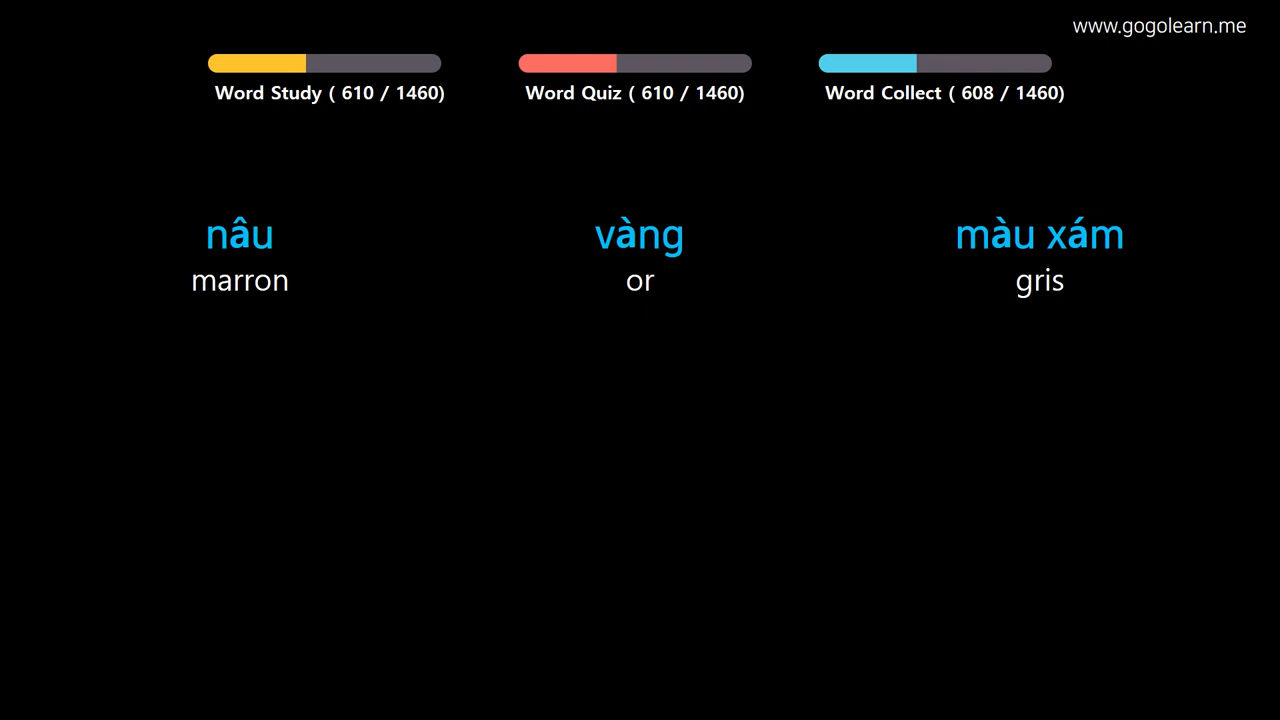 www.gogolearn.me
Word Study ( 610 / 1460)
Word Quiz ( 610 / 1460)
Word Collect ( 608 / 1460)
nâu
marron
vàng
or
màu xám
gris